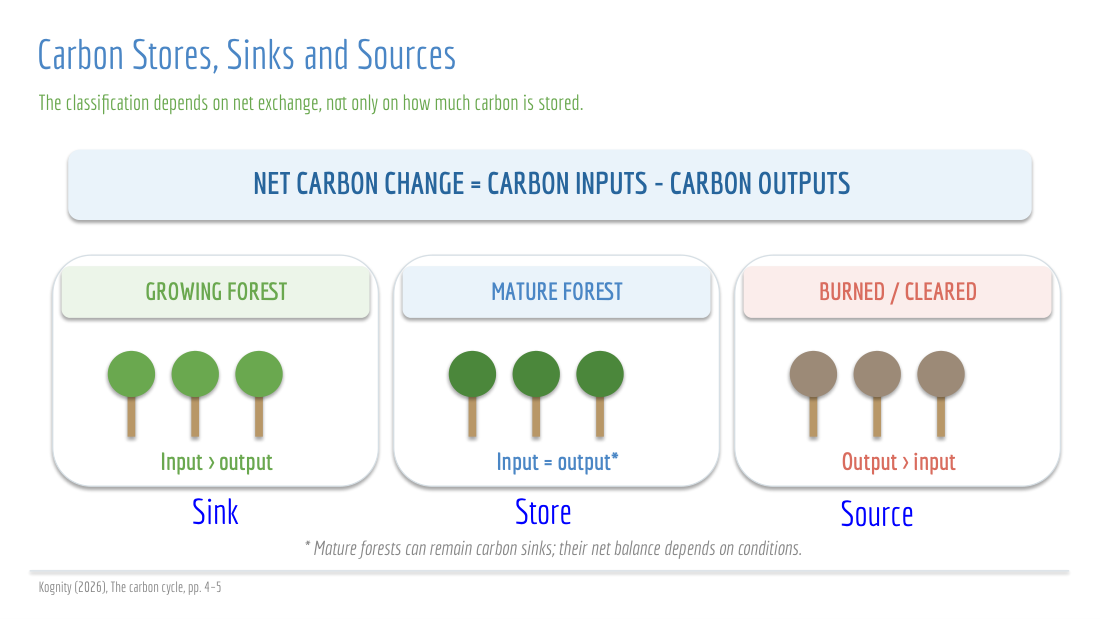 Carbon Stores, Sinks and Sources
The classification depends on net exchange, not only on how much carbon is stored.
NET CARBON CHANGE = CARBON INPUTS - CARBON OUTPUTS
GROWING FOREST
MATURE FOREST
BURNED / CLEARED
Input > output
Input = output*
Output > input
Sink
Store
Source
* Mature forests can remain carbon sinks; their net balance depends on conditions.
Kognity (2026), The carbon cycle, pp. 4-5